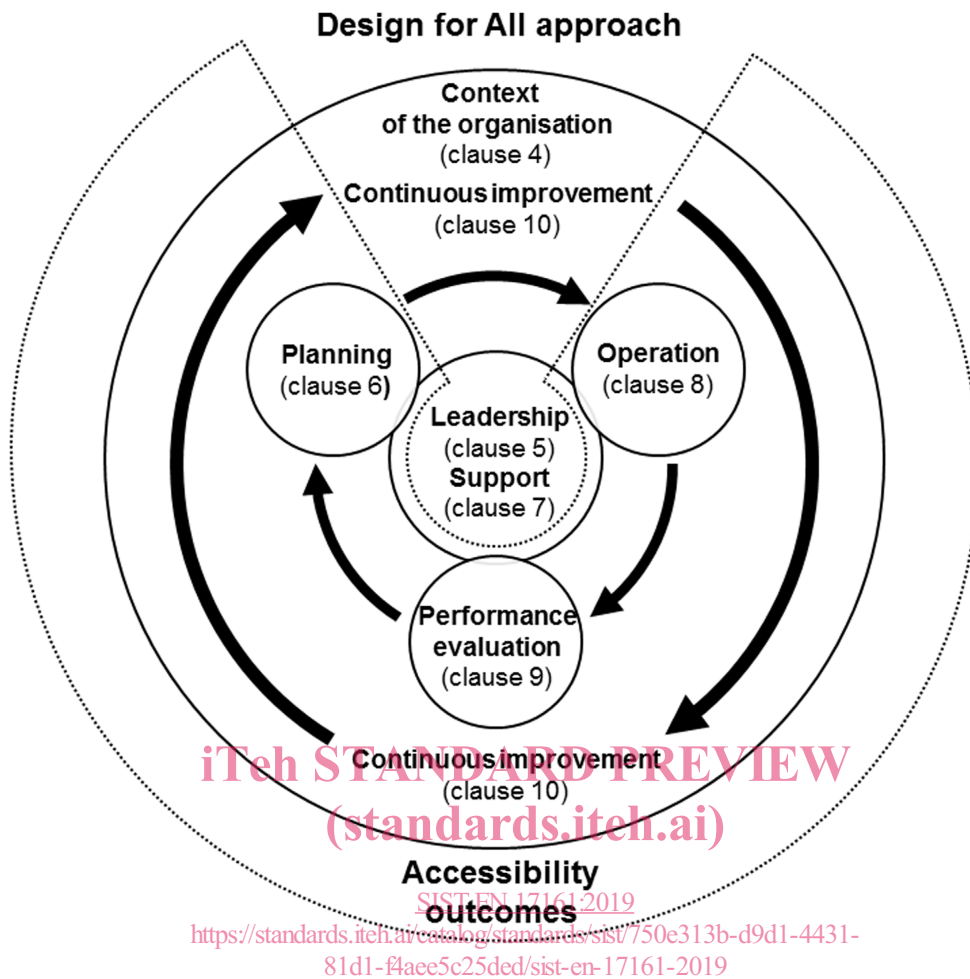 Design for All approach
Context
of the organisation
(clause 4)
Continuous improvement
(clause 10)
Planning
(clause 6)
Operation
(clause 8)
Leadership
(clause 5)
Support
(clause 7)
Performance
evaluation
(clause 9)
iTeh STANDARD PREVIEW
Continuous improvement
(clause 10)
(standards.iteh.ai)
Accessibility
outcomes
SIST EN 17161:2019
https://standards.iteh.ai/catalog/standards/sist/750e313b-d9d1-4431-
81d1-f4aee5c25ded/sist-en-17161-2019